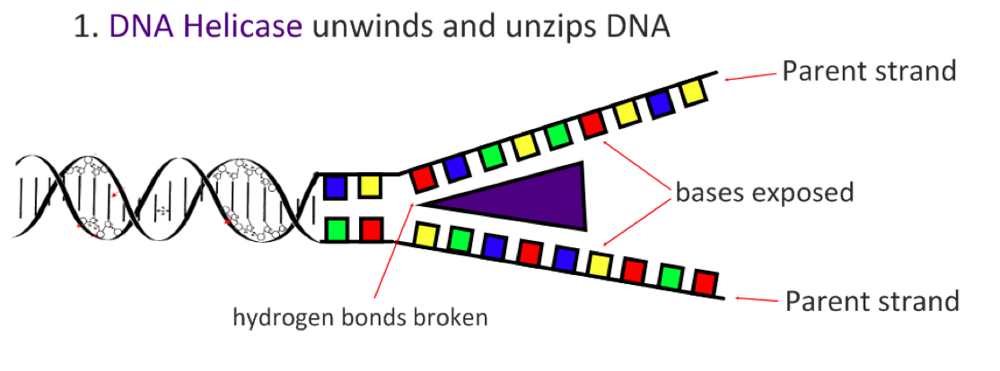 1. DNA Helicase unwinds and unzips DNA
Parent strand
bases exposed
Parent strand
hydrogen bonds broken